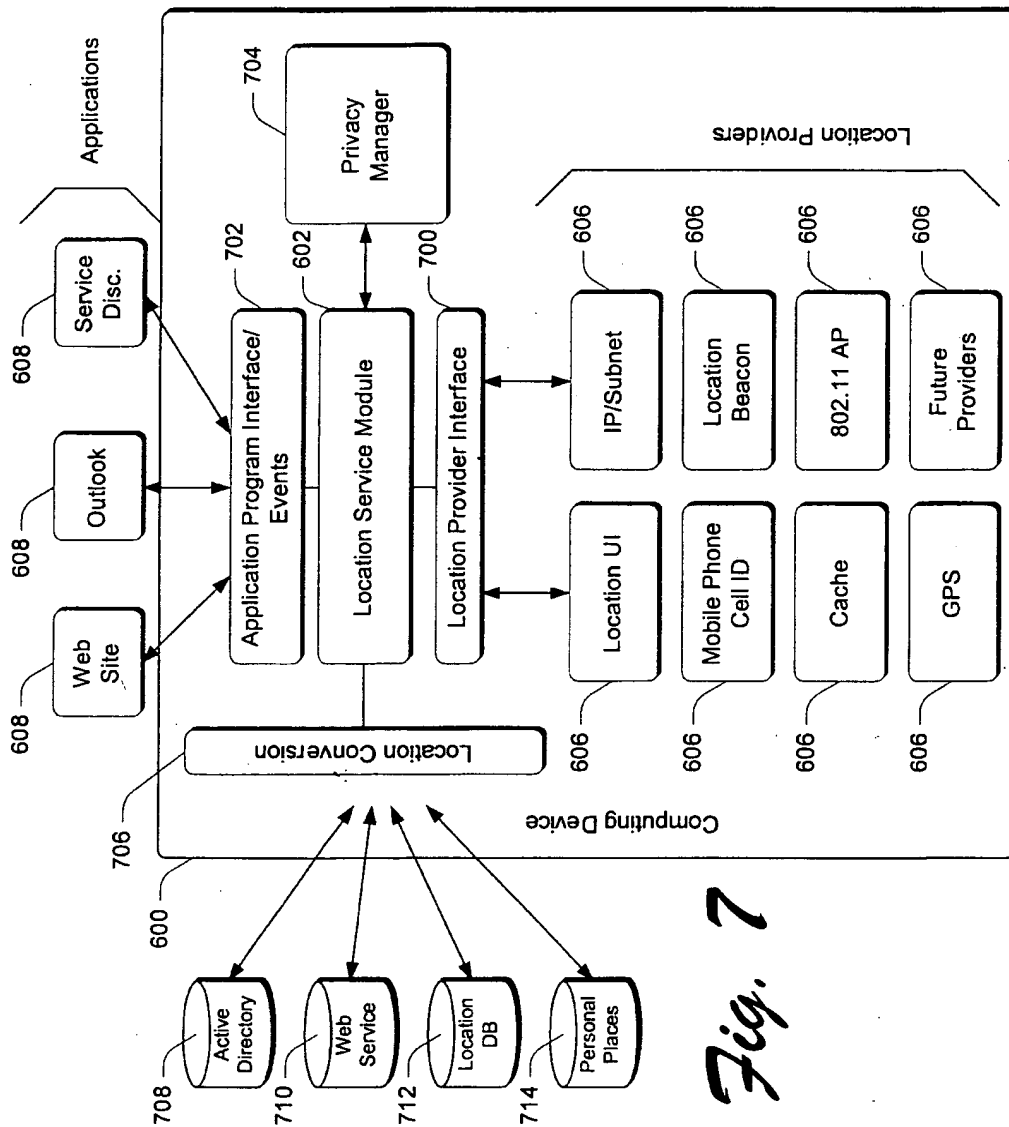 Applications
608
608
608
Web
Site
Outlook
Service
Disc.
600
706
702
602
700
704
Application Program Interface/
Events
Location Service Module
Location Provider Interface
Privacy
Manager
Location Conversion
Computing Device
708
Active
Directory
710
Web
Service
712
Location
DB
714
Personal
Places
Location Providers
606
Location UI
606
IP/Subnet
606
Mobile Phone
Cell ID
606
Location
Beacon
606
Cache
606
802.11 AP
606
GPS
606
Future
Providers
Fig. 7